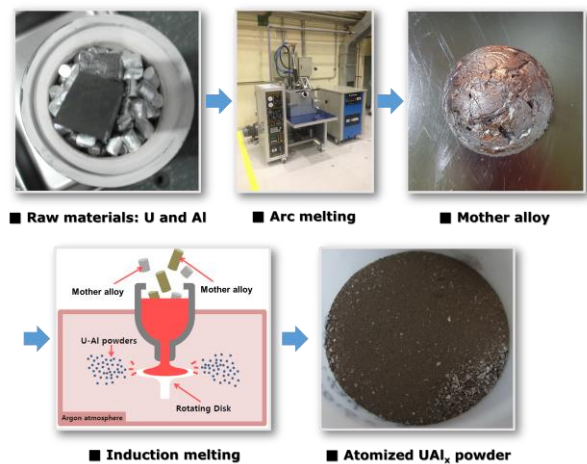 ■ Raw materials: U and Al
■ Arc melting
■ Mother alloy
Mother alloy
Mother alloy
U-Al powders
Rotating Disk
Argon atmosphere
■ Induction melting
■ Atomized UAlₓ powder